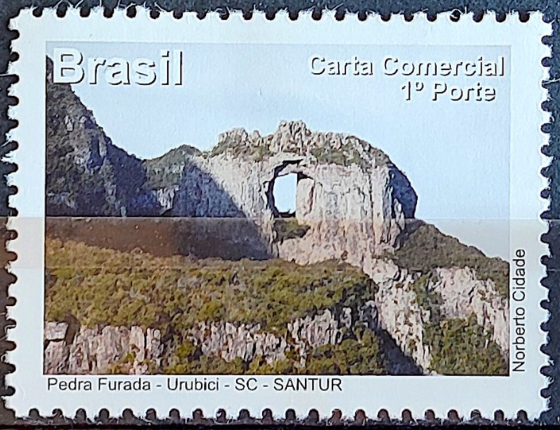 Brasil
Carta Comercial
1º Porte
Norberto Cidade
Pedra Furada - Urubici - SC - SANTUR